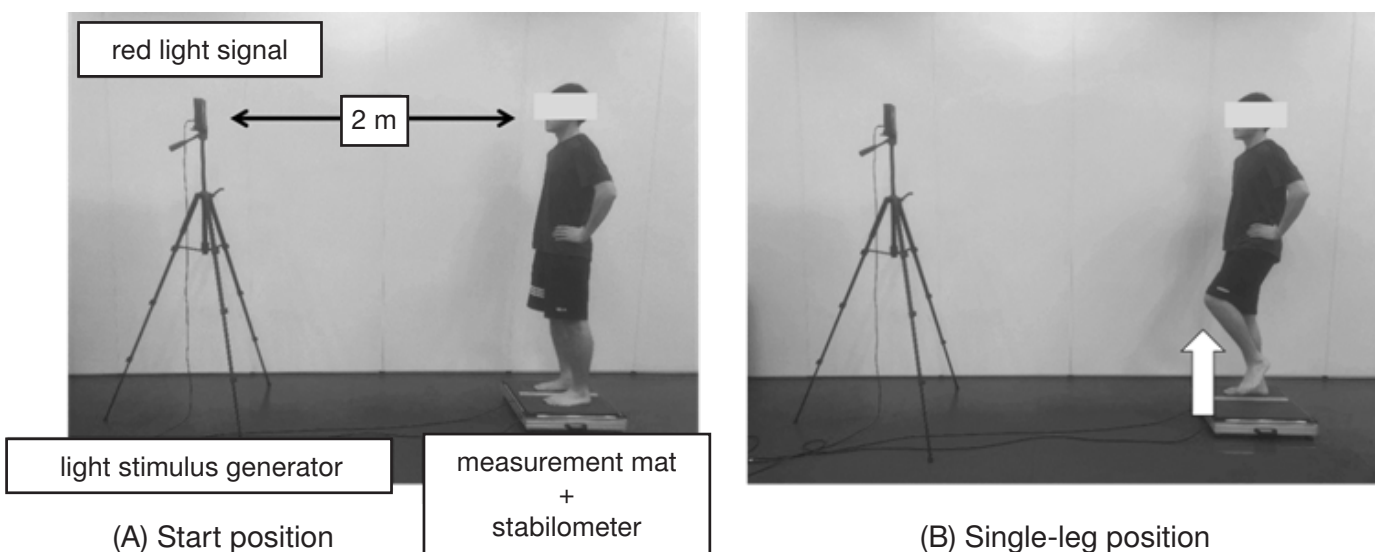 red light signal
2 m
light stimulus generator
measurement mat
+
stabilometer
(A) Start position
(B) Single-leg position